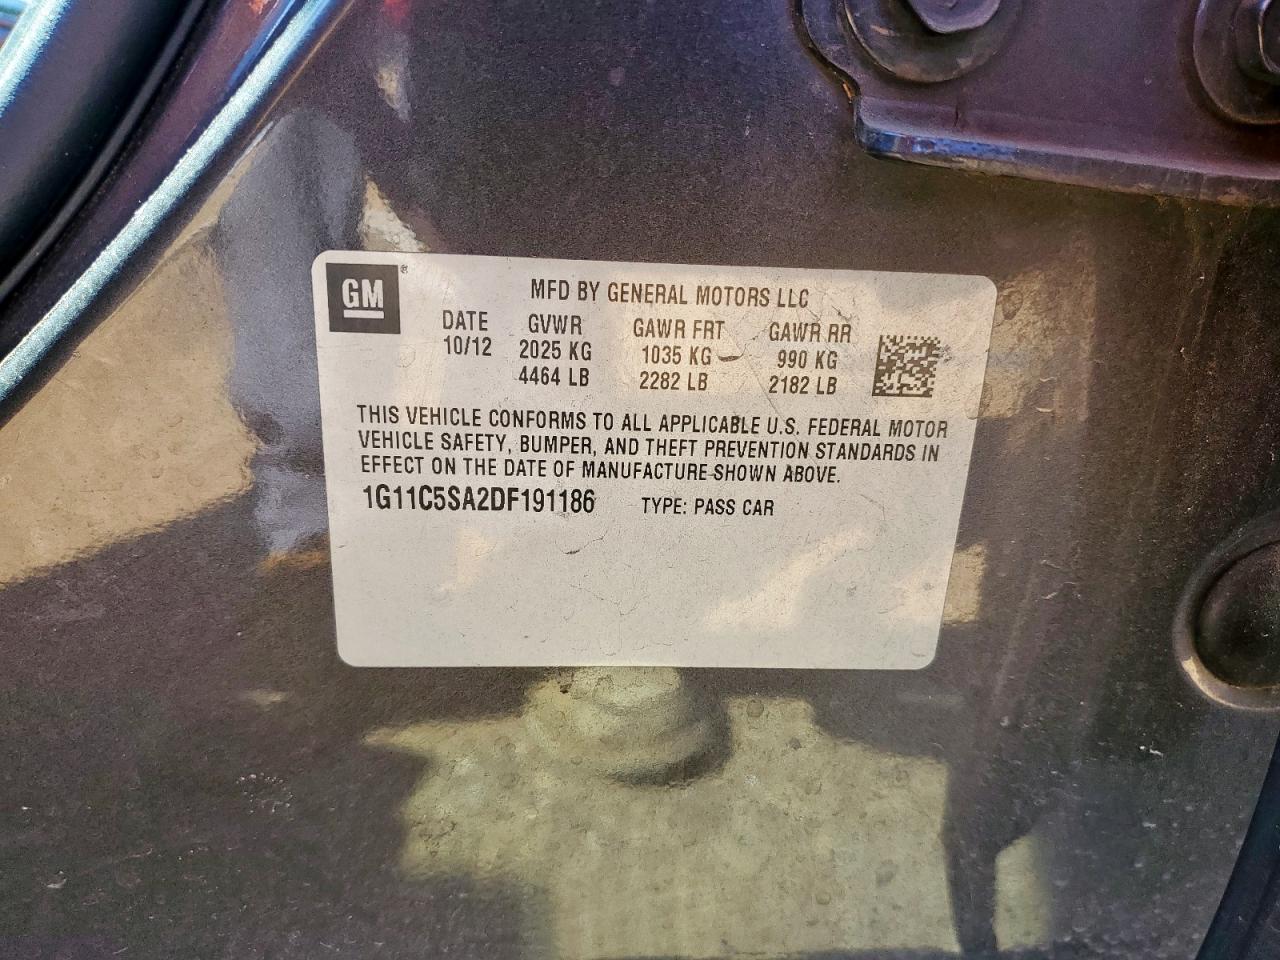 GM®
MFD BY GENERAL MOTORS LLC
DATE GVWR GAWR FRT GAWR RR
10/12 2025 KG 1035 KG 990 KG
4464 LB 2282 LB 2182 LB
THIS VEHICLE CONFORMS TO ALL APPLICABLE U.S. FEDERAL MOTOR
VEHICLE SAFETY, BUMPER, AND THEFT PREVENTION STANDARDS IN
EFFECT ON THE DATE OF MANUFACTURE SHOWN ABOVE.
1G11C5SA2DF191186 TYPE: PASS CAR